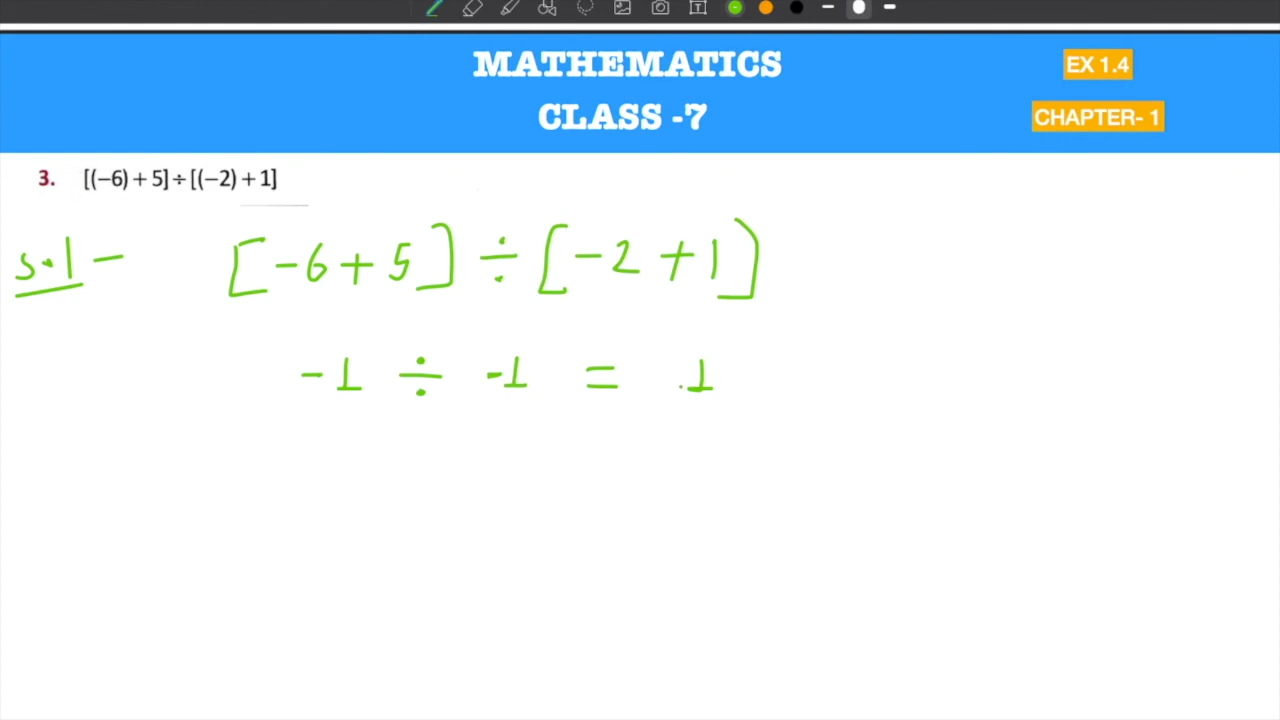 MATHEMATICS
EX 1.4
CLASS -7
CHAPTER- 1
3. [(−6) + 5] ÷ [(−2) + 1]
sol - [-6+5] ÷ [-2+1]
-1 ÷ -1 = 1